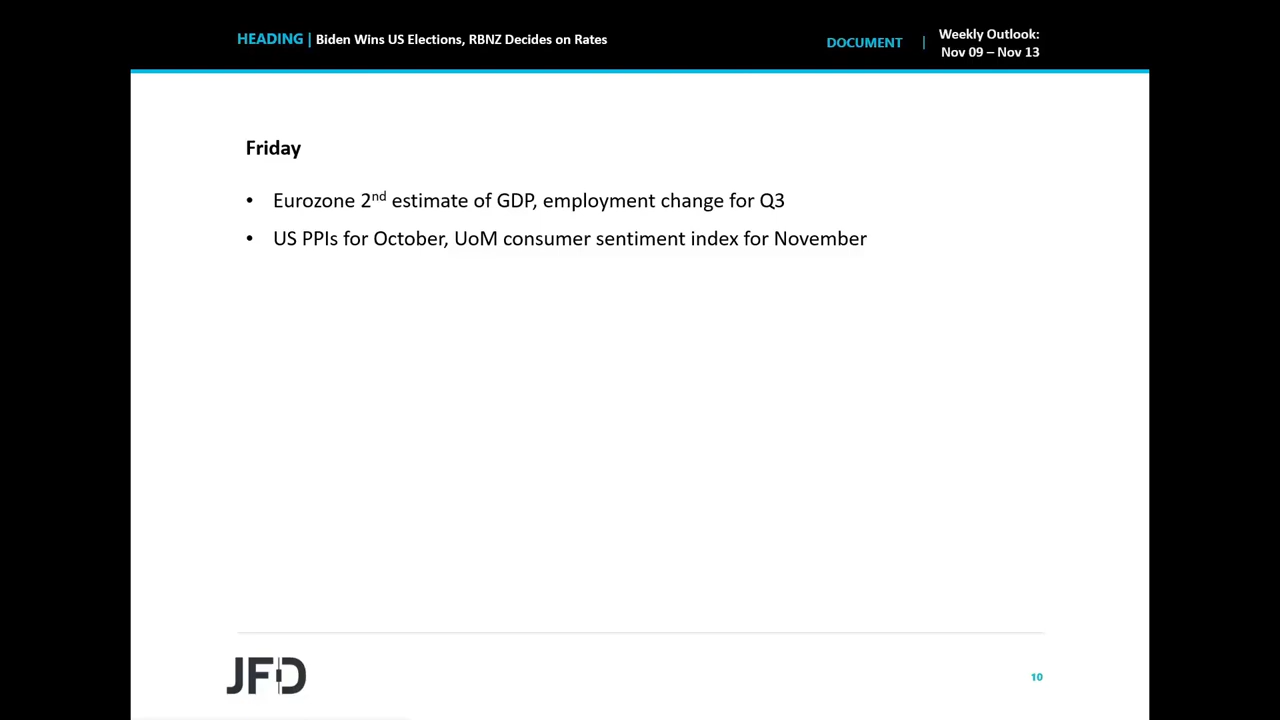 HEADING | Biden Wins US Elections, RBNZ Decides on Rates
DOCUMENT | Weekly Outlook:
Nov 09 – Nov 13
Friday
• Eurozone 2nd estimate of GDP, employment change for Q3
• US PPIs for October, UoM consumer sentiment index for November
JFD
10